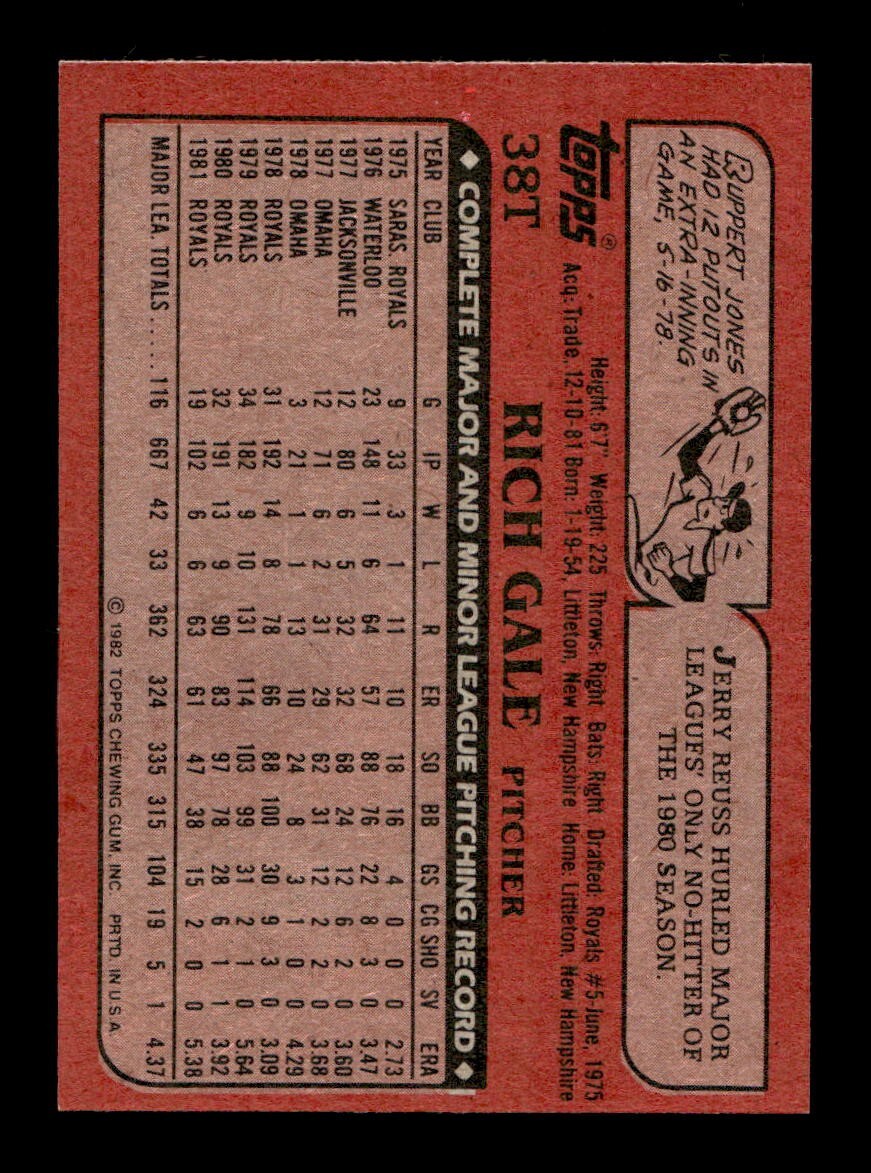 Ruppert Jones
had 12 putouts in
an extra-inning
game, 5-16-78.
JERRY REUSS HURLED MAJOR
LEAGUES' ONLY NO-HITTER OF
THE 1980 SEASON.
topps®
Height: 6'7" Weight: 225 Throws: Right Bats: Right Drafted: Royals #5-June, 1975
Acq: Trade, 12-10-81 Born: 1-19-54, Littleton, New Hampshire Home: Littleton, New Hampshire
38T RICH GALE PITCHER
◆ COMPLETE MAJOR AND MINOR LEAGUE PITCHING RECORD ◆
YEAR CLUB G IP W L R ER SO BB GS CG SHO SV ERA
1975 SARAS. ROYALS 9 33 3 1 11 10 18 16 4 0 0 0 2.73
1976 WATERLOO 23 148 11 6 64 57 88 76 22 8 3 0 3.47
1977 JACKSONVILLE 12 80 6 5 32 32 68 24 12 6 2 0 3.60
1977 OMAHA 12 71 6 2 31 29 62 31 12 2 2 0 3.68
1978 OMAHA 3 21 1 1 13 10 24 8 3 1 0 0 4.29
1978 ROYALS 31 192 14 8 78 66 88 100 30 9 3 0 3.09
1979 ROYALS 34 182 9 10 131 114 103 99 31 2 1 0 5.64
1980 ROYALS 32 191 13 9 90 83 97 78 28 6 1 1 3.92
1981 ROYALS 19 102 6 6 63 61 47 38 15 2 0 0 5.38
MAJOR LEA. TOTALS ..... 116 667 42 33 362 324 335 315 104 19 5 1 4.37
© 1982 TOPPS CHEWING GUM, INC. PRT'D. IN U.S.A.